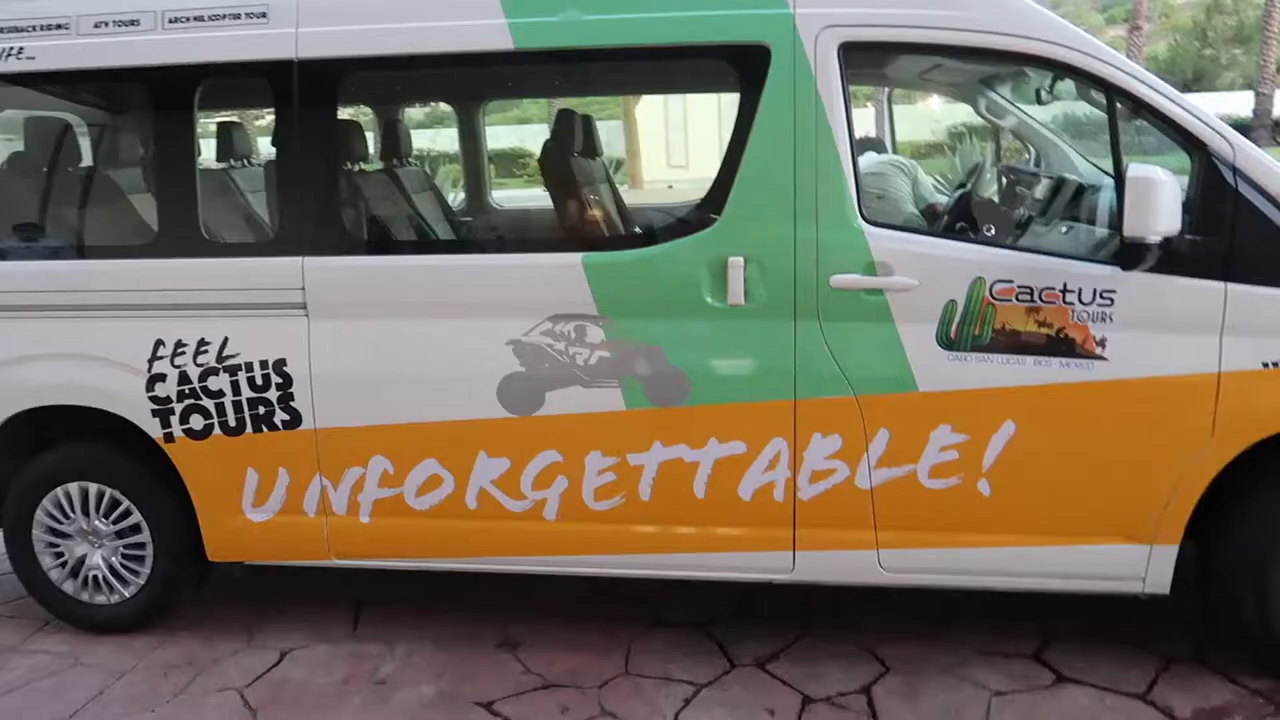 ATV TOURS
ARCH HELICOPTER TOUR
FEEL
CACTUS
TOURS
UNFORGETTABLE!
Cactus
TOURS
CABO SAN LUCAS - BCS - MEXICO